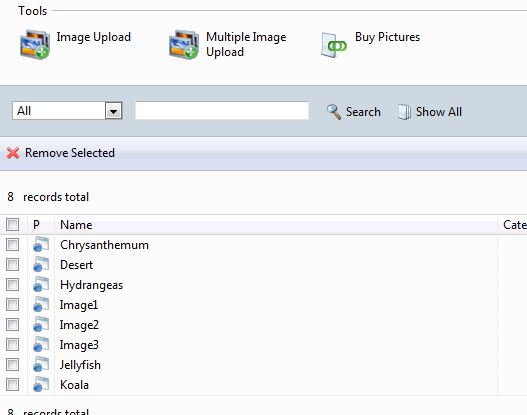 Tools
Image Upload
Multiple Image
Upload
Buy Pictures
All
Search
Show All
Remove Selected
8 records total
P Name Cate
Chrysanthemum
Desert
Hydrangeas
Image1
Image2
Image3
Jellyfish
Koala
8 records total